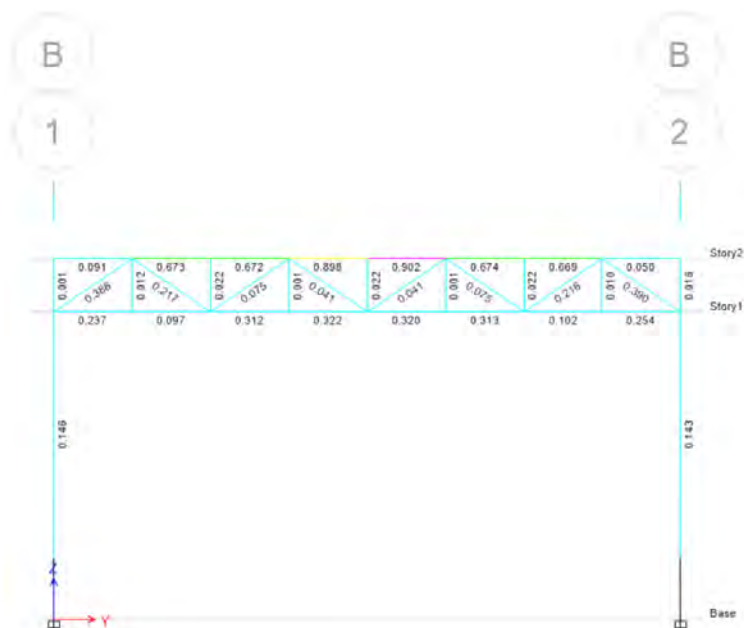 B B
1 2
Story2
0.091 0.673 0.672 0.898 0.902 0.674 0.669 0.050
0.001 0.366 0.012 0.217 0.022 0.075 0.001 0.041 0.022 0.041 0.001 0.075 0.022 0.216 0.010 0.390 0.016
Story1
0.237 0.097 0.312 0.322 0.320 0.313 0.102 0.254
0.146 0.143
Z
Y
Base